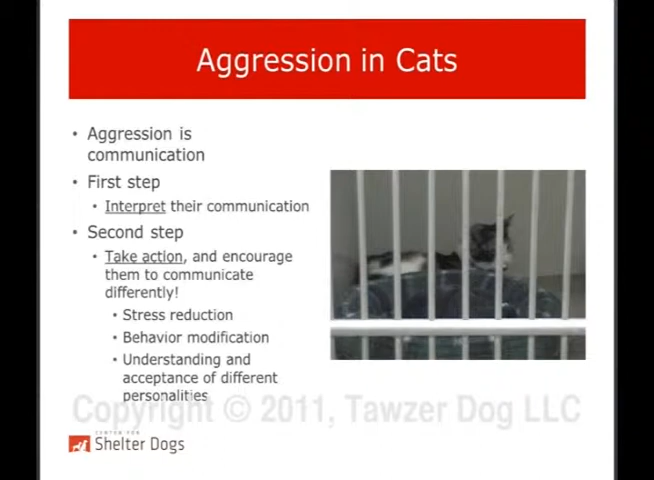 Aggression in Cats
• Aggression is
communication
• First step
• Interpret their communication
• Second step
• Take action, and encourage
them to communicate
differently!
• Stress reduction
• Behavior modification
• Understanding and
acceptance of different
personalities
Copyright © 2011, Tawzer Dog LLC
CENTER FOR
Shelter Dogs